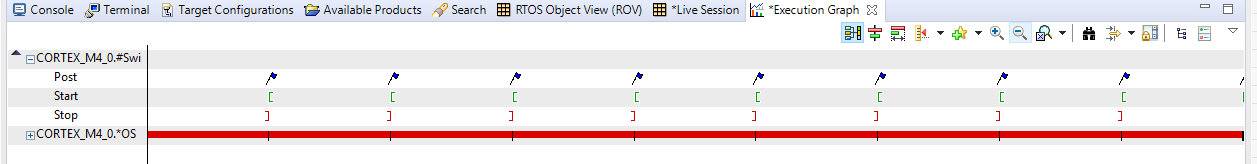 Console Terminal Target Configurations Available Products Search RTOS Object View (ROV) *Live Session *Execution Graph
CORTEX_M4_0.#Swi
Post
Start
Stop
CORTEX_M4_0.*OS